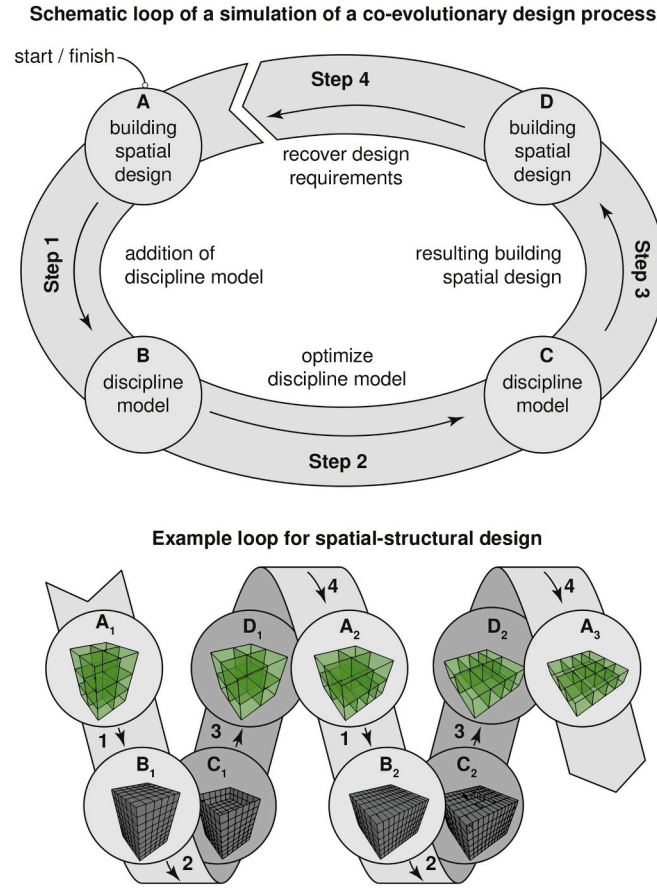 Schematic loop of a simulation of a co-evolutionary design process
start / finish
A
building
spatial
design
Step 4
recover design
requirements
D
building
spatial
design
Step 1
addition of
discipline model
resulting building
spatial design
Step 3
B
discipline
model
optimize
discipline model
C
discipline
model
Step 2
Example loop for spatial-structural design
4
4
A1
D1
A2
D2
A3
1
3
1
3
B1
C1
B2
C2
2
2